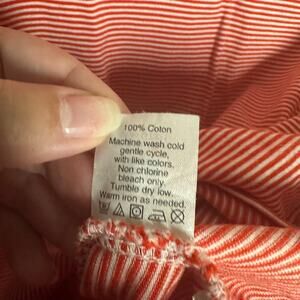 100% Coton
Machine wash cold
gentle cycle,
with like colors.
Non chlorine
bleach only.
Tumble dry low.
Warm iron as needed.